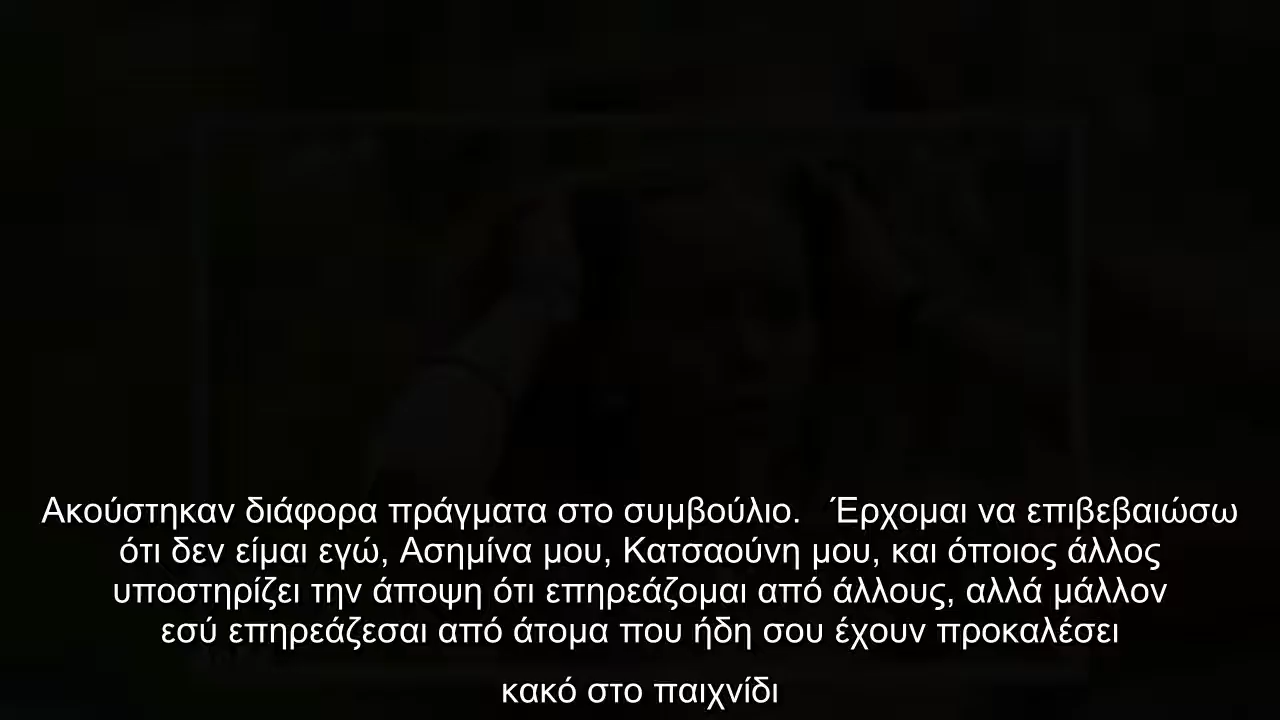 Ακούστηκαν διάφορα πράγματα στο συμβούλιο. Έρχομαι να επιβεβαιώσω
ότι δεν είμαι εγώ, Ασημίνα μου, Κατσαούνη μου, και όποιος άλλος
υποστηρίζει την άποψη ότι επηρεάζομαι από άλλους, αλλά μάλλον
εσύ επηρεάζεσαι από άτομα που ήδη σου έχουν προκαλέσει
κακό στο παιχνίδι